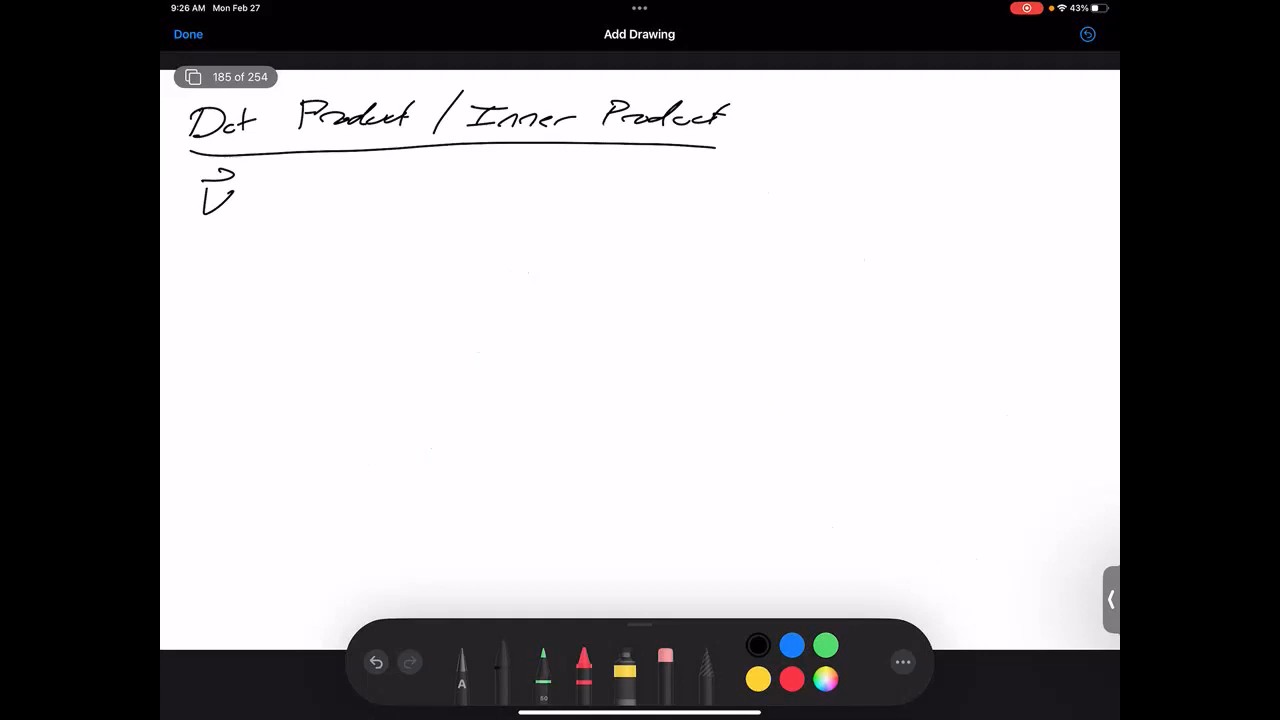 9:26 AM Mon Feb 27
43%
Done
Add Drawing
185 of 254
Dot Product / Inner Product
V⃗
A
50